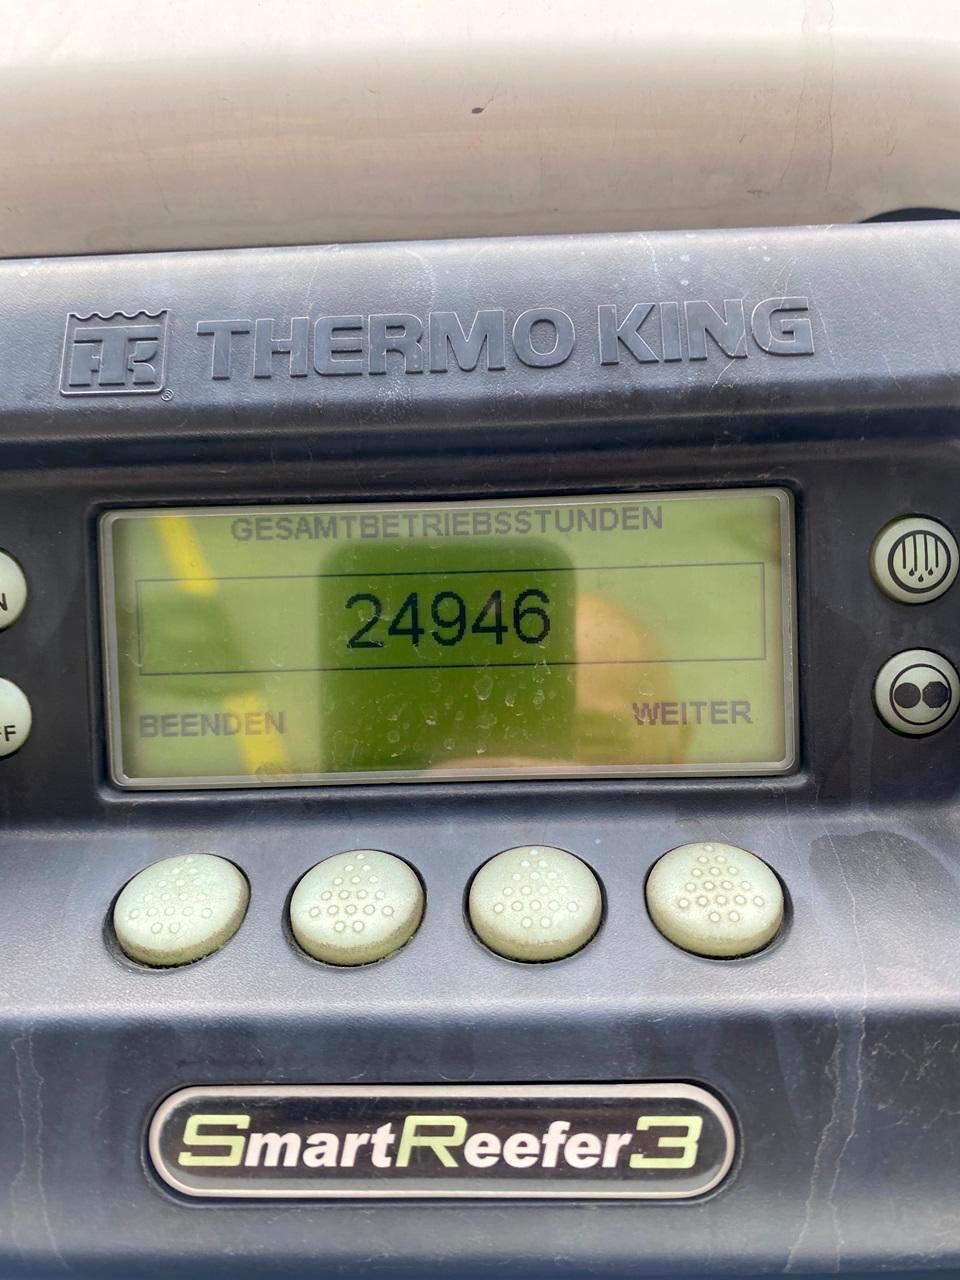 THERMO KING
GESAMTBETRIEBSSTUNDEN
24946
BEENDEN WEITER
SmartReefer3